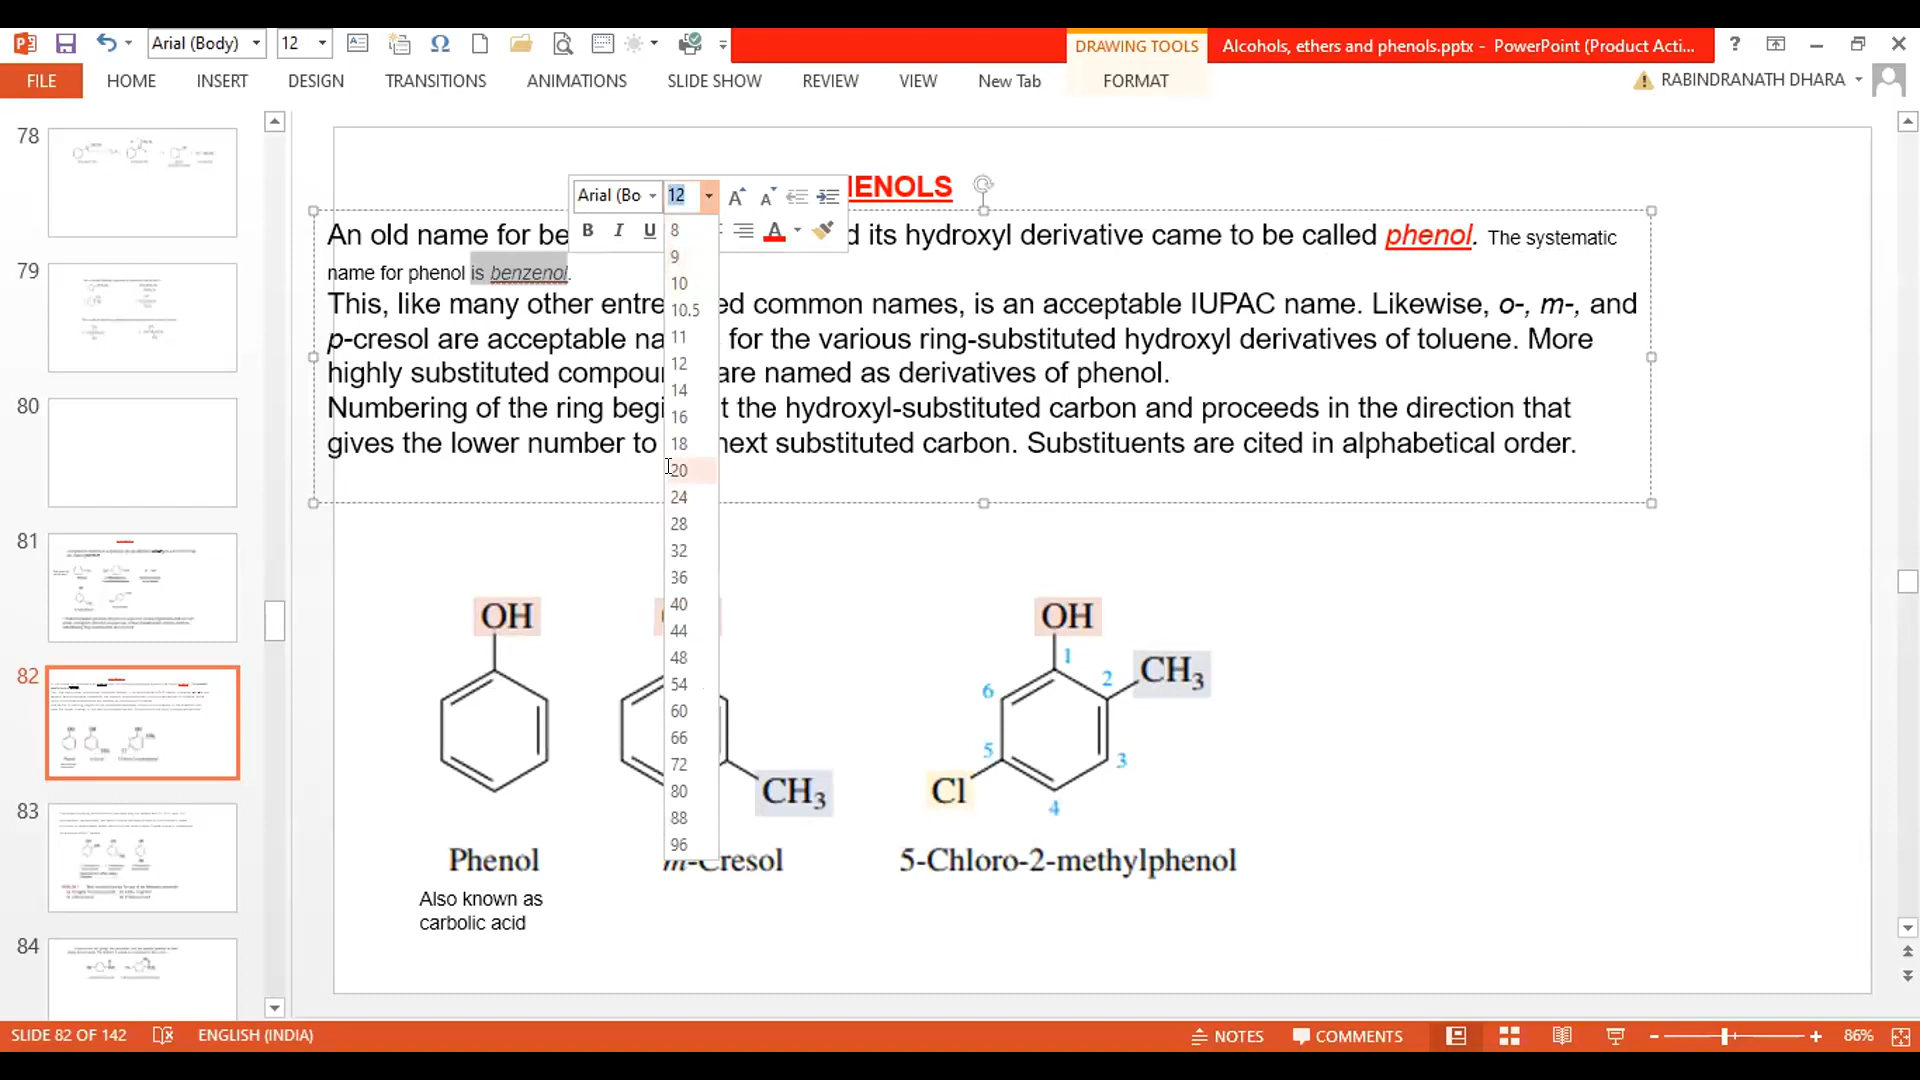 Arial (Body) 12
DRAWING TOOLS
Alcohols, ethers and phenols.pptx - PowerPoint (Product Acti...
?
FILE HOME INSERT DESIGN TRANSITIONS ANIMATIONS SLIDE SHOW REVIEW VIEW New Tab FORMAT
RABINDRANATH DHARA
78
79
80
81
82
83
84
HENOLS
Arial (Bo 12
B I U A
An old name for be d its hydroxyl derivative came to be called phenol. The systematic
name for phenol is benzenol.
This, like many other entre ed common names, is an acceptable IUPAC name. Likewise, o-, m-, and
p-cresol are acceptable na for the various ring-substituted hydroxyl derivatives of toluene. More
highly substituted compou are named as derivatives of phenol.
Numbering of the ring begi t the hydroxyl-substituted carbon and proceeds in the direction that
gives the lower number to next substituted carbon. Substituents are cited in alphabetical order.
8
9
10
10.5
11
12
14
16
18
20
24
28
32
36
40
44
48
54
60
66
72
80
88
96
OH
CH3
OH
1
2
CH3
6
5
3
Cl
4
Phenol
m-Cresol
5-Chloro-2-methylphenol
Also known as
carbolic acid
SLIDE 82 OF 142 ENGLISH (INDIA) NOTES COMMENTS 86%